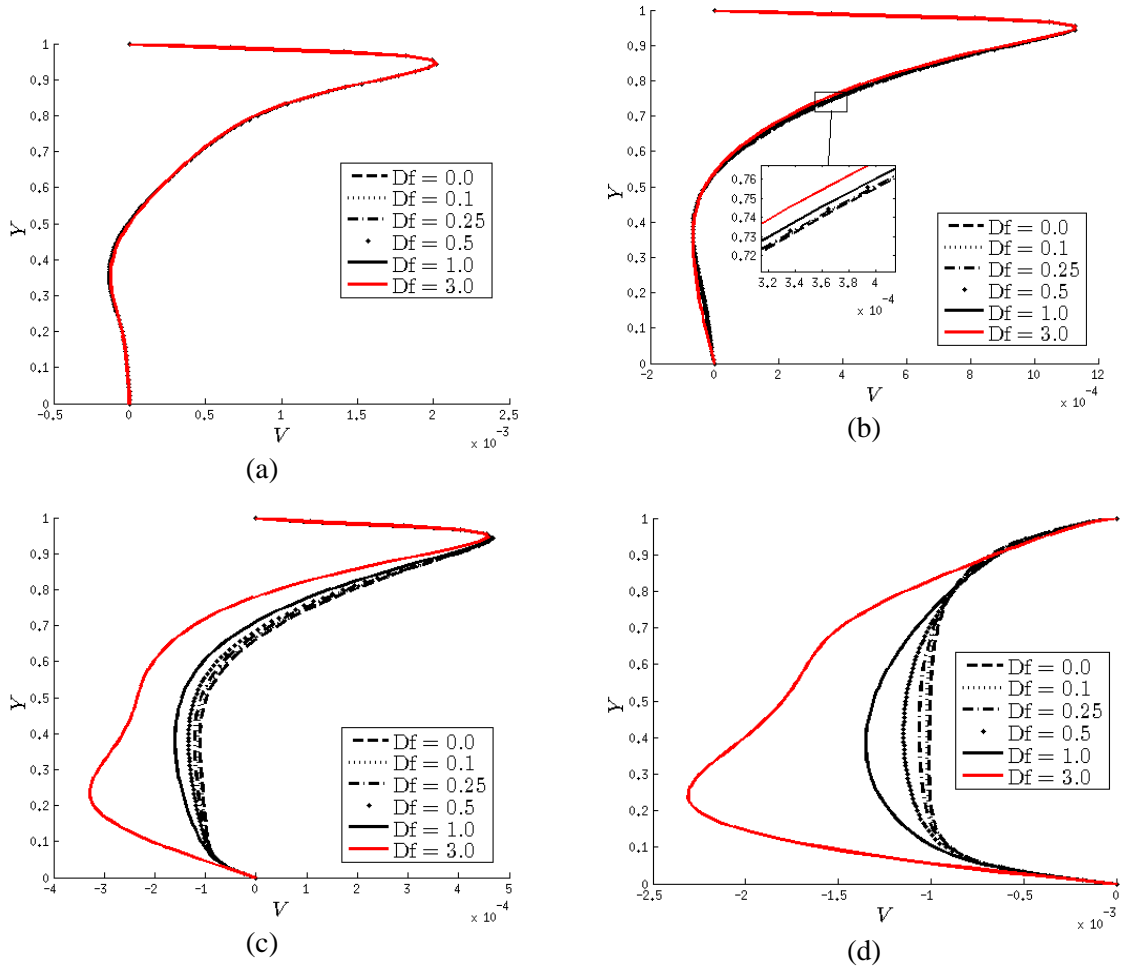 1
0.9
0.8
0.7
0.6
Y
0.5
0.4
0.3
0.2
0.1
0
-0.5
0
0.5
1
1.5
2
2.5
V
x 10⁻³
Df = 0.0
Df = 0.1
Df = 0.25
Df = 0.5
Df = 1.0
Df = 3.0
(a)
1
0.9
0.8
0.7
0.6
Y
0.5
0.4
0.3
0.2
0.1
0
-2
0
2
4
6
8
10
12
V
x 10⁻⁴
0.76
0.75
0.74
0.73
0.72
3.2
3.4
3.6
3.8
4
x 10⁻⁴
Df = 0.0
Df = 0.1
Df = 0.25
Df = 0.5
Df = 1.0
Df = 3.0
(b)
1
0.9
0.8
0.7
0.6
Y
0.5
0.4
0.3
0.2
0.1
0
-4
-3
-2
-1
0
1
2
3
4
5
V
x 10⁻⁴
Df = 0.0
Df = 0.1
Df = 0.25
Df = 0.5
Df = 1.0
Df = 3.0
(c)
1
0.9
0.8
0.7
0.6
Y
0.5
0.4
0.3
0.2
0.1
0
-2.5
-2
-1.5
-1
-0.5
0
V
x 10⁻³
Df = 0.0
Df = 0.1
Df = 0.25
Df = 0.5
Df = 1.0
Df = 3.0
(d)